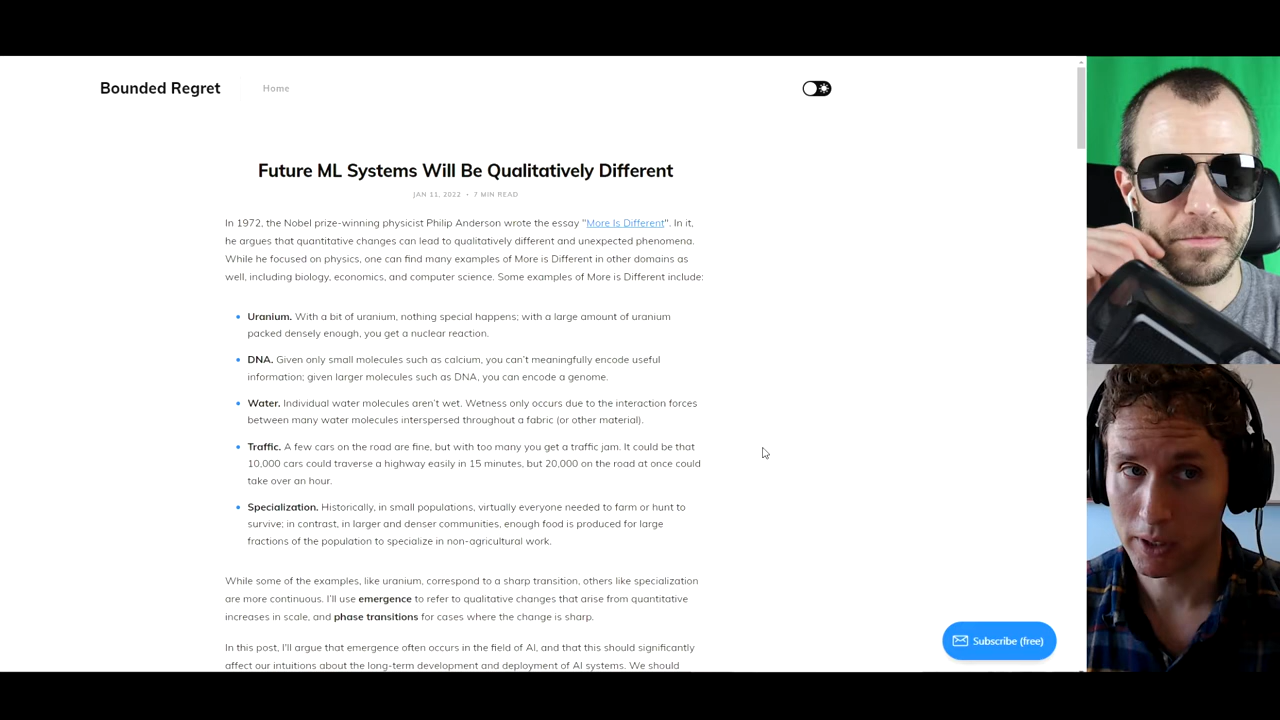 Bounded Regret
Home
Future ML Systems Will Be Qualitatively Different
JAN 11, 2022 • 7 MIN READ
In 1972, the Nobel prize-winning physicist Philip Anderson wrote the essay "More Is Different". In it,
he argues that quantitative changes can lead to qualitatively different and unexpected phenomena.
While he focused on physics, one can find many examples of More is Different in other domains as
well, including biology, economics, and computer science. Some examples of More is Different include:
• Uranium. With a bit of uranium, nothing special happens; with a large amount of uranium
packed densely enough, you get a nuclear reaction.
• DNA. Given only small molecules such as calcium, you can't meaningfully encode useful
information; given larger molecules such as DNA, you can encode a genome.
• Water. Individual water molecules aren't wet. Wetness only occurs due to the interaction forces
between many water molecules interspersed throughout a fabric (or other material).
• Traffic. A few cars on the road are fine, but with too many you get a traffic jam. It could be that
10,000 cars could traverse a highway easily in 15 minutes, but 20,000 on the road at once could
take over an hour.
• Specialization. Historically, in small populations, virtually everyone needed to farm or hunt to
survive; in contrast, in larger and denser communities, enough food is produced for large
fractions of the population to specialize in non-agricultural work.
While some of the examples, like uranium, correspond to a sharp transition, others like specialization
are more continuous. I'll use emergence to refer to qualitative changes that arise from quantitative
increases in scale, and phase transitions for cases where the change is sharp.
In this post, I'll argue that emergence often occurs in the field of AI, and that this should significantly
affect our intuitions about the long-term development and deployment of AI systems. We should
Subscribe (free)